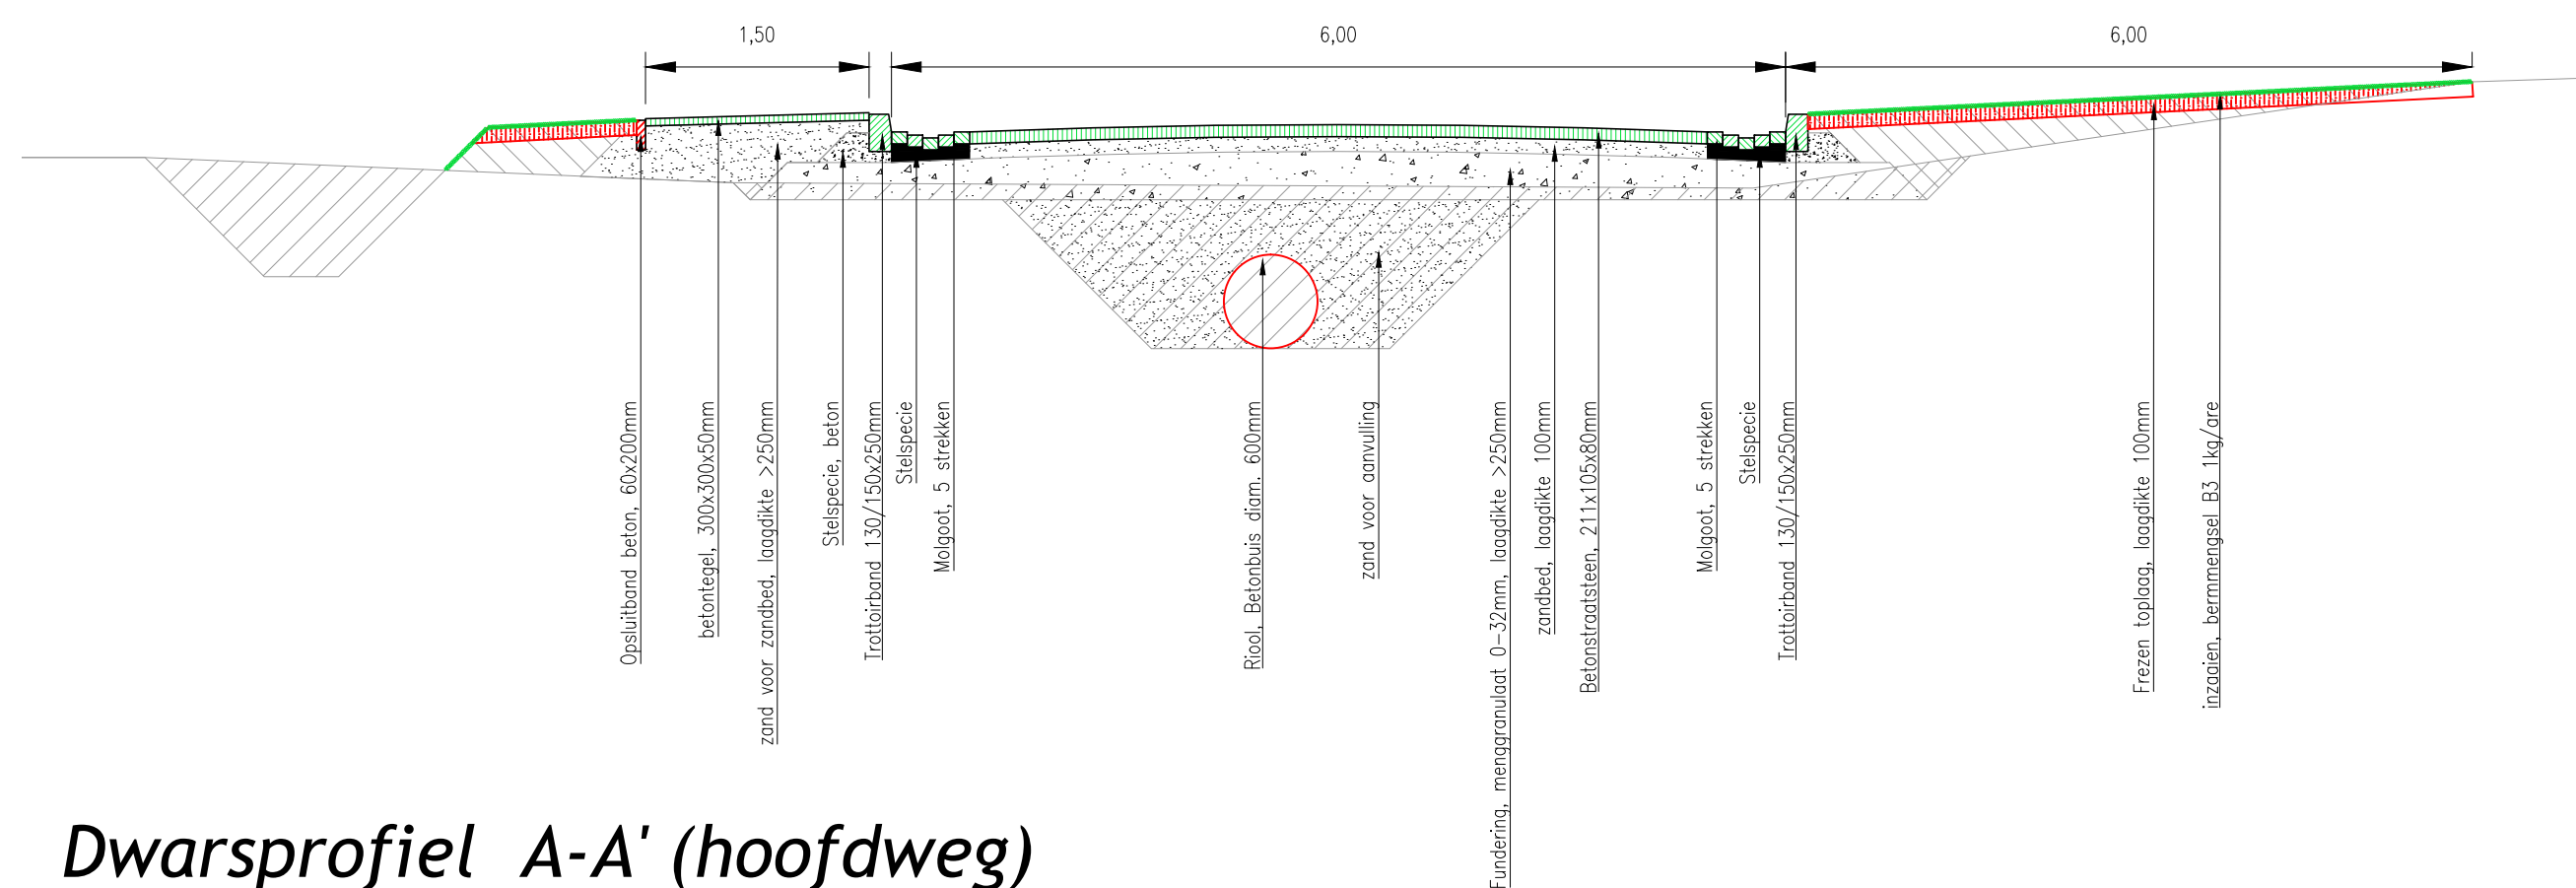 1,50
6,00
6,00
Opsluitband beton, 60x200mm
betontegel, 300x300x50mm
zand voor zandbed, laagdikte >250mm
Stelspecie, beton
Trottoirband 130/150x250mm
Stelspecie
Molgoot, 5 strekken
Riool, Betonbuis diam. 600mm
zand voor aanvulling
Fundering, menggranulaat 0-32mm, laagdikte >250mm
zandbed, laagdikte 100mm
Betonstraatsteen, 211x105x80mm
Molgoot, 5 strekken
Stelspecie
Trottoirband 130/150x250mm
Frezen toplaag, laagdikte 100mm
inzaaien, bermmengsel B3 1kg/are
Dwarsprofiel A-A' (hoofdweg)